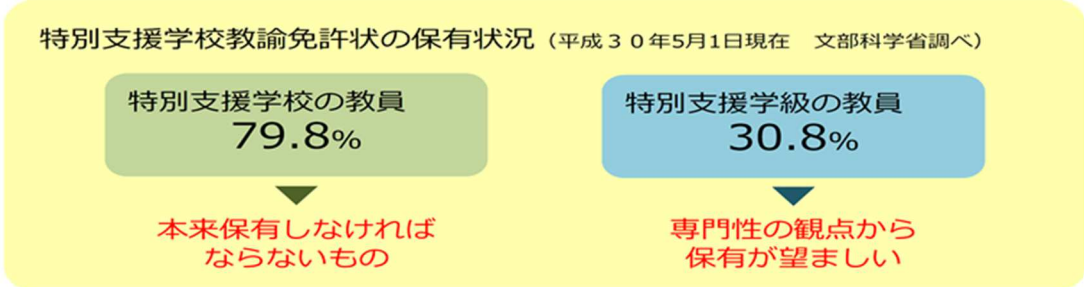 特別支援学校教諭免許状の保有状況（平成３０年5月1日現在　文部科学省調べ）
特別支援学校の教員
79.8%
特別支援学級の教員
30.8%
本来保有しなければ
ならないもの
専門性の観点から
保有が望ましい